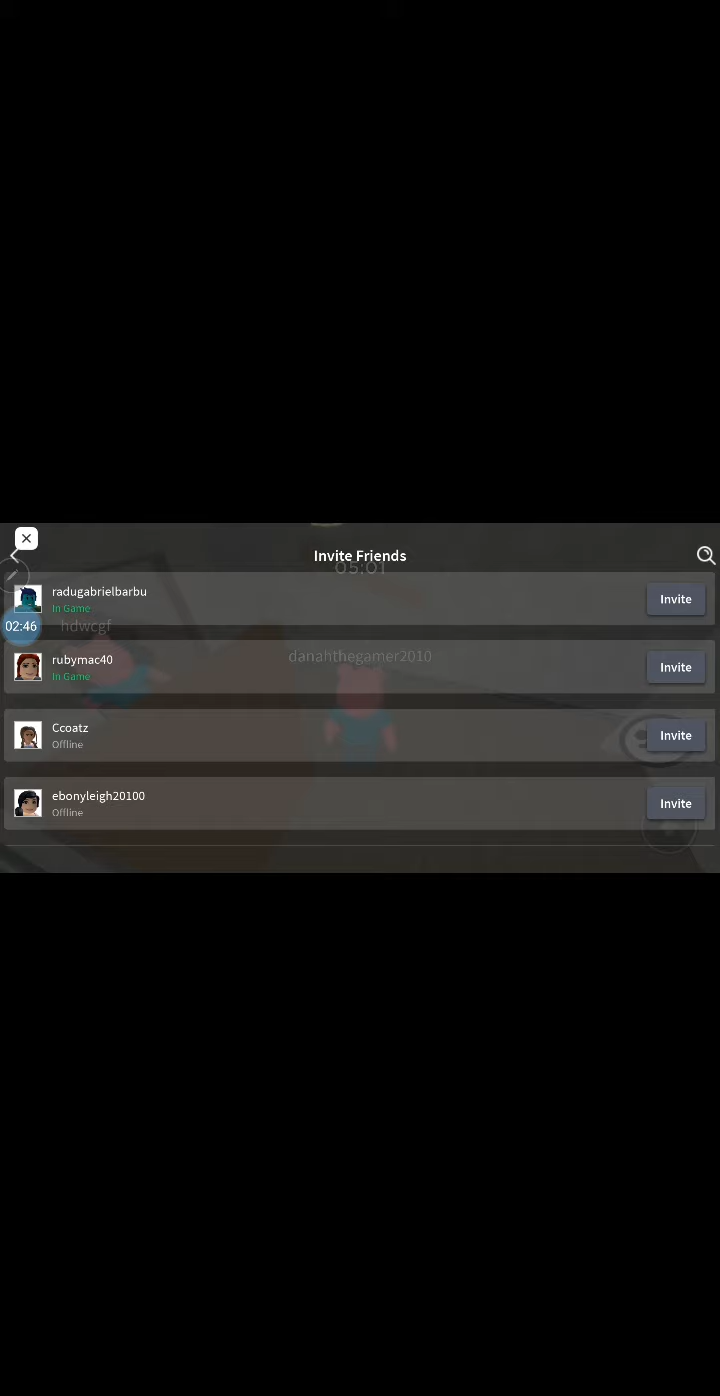 Invite Friends
05:01
radugabrielbarbu
In Game
Invite
02:46
hdwcgf
rubymac40
In Game
Invite
danahthegamer2010
Ccoatz
Offline
Invite
ebonyleigh20100
Offline
Invite